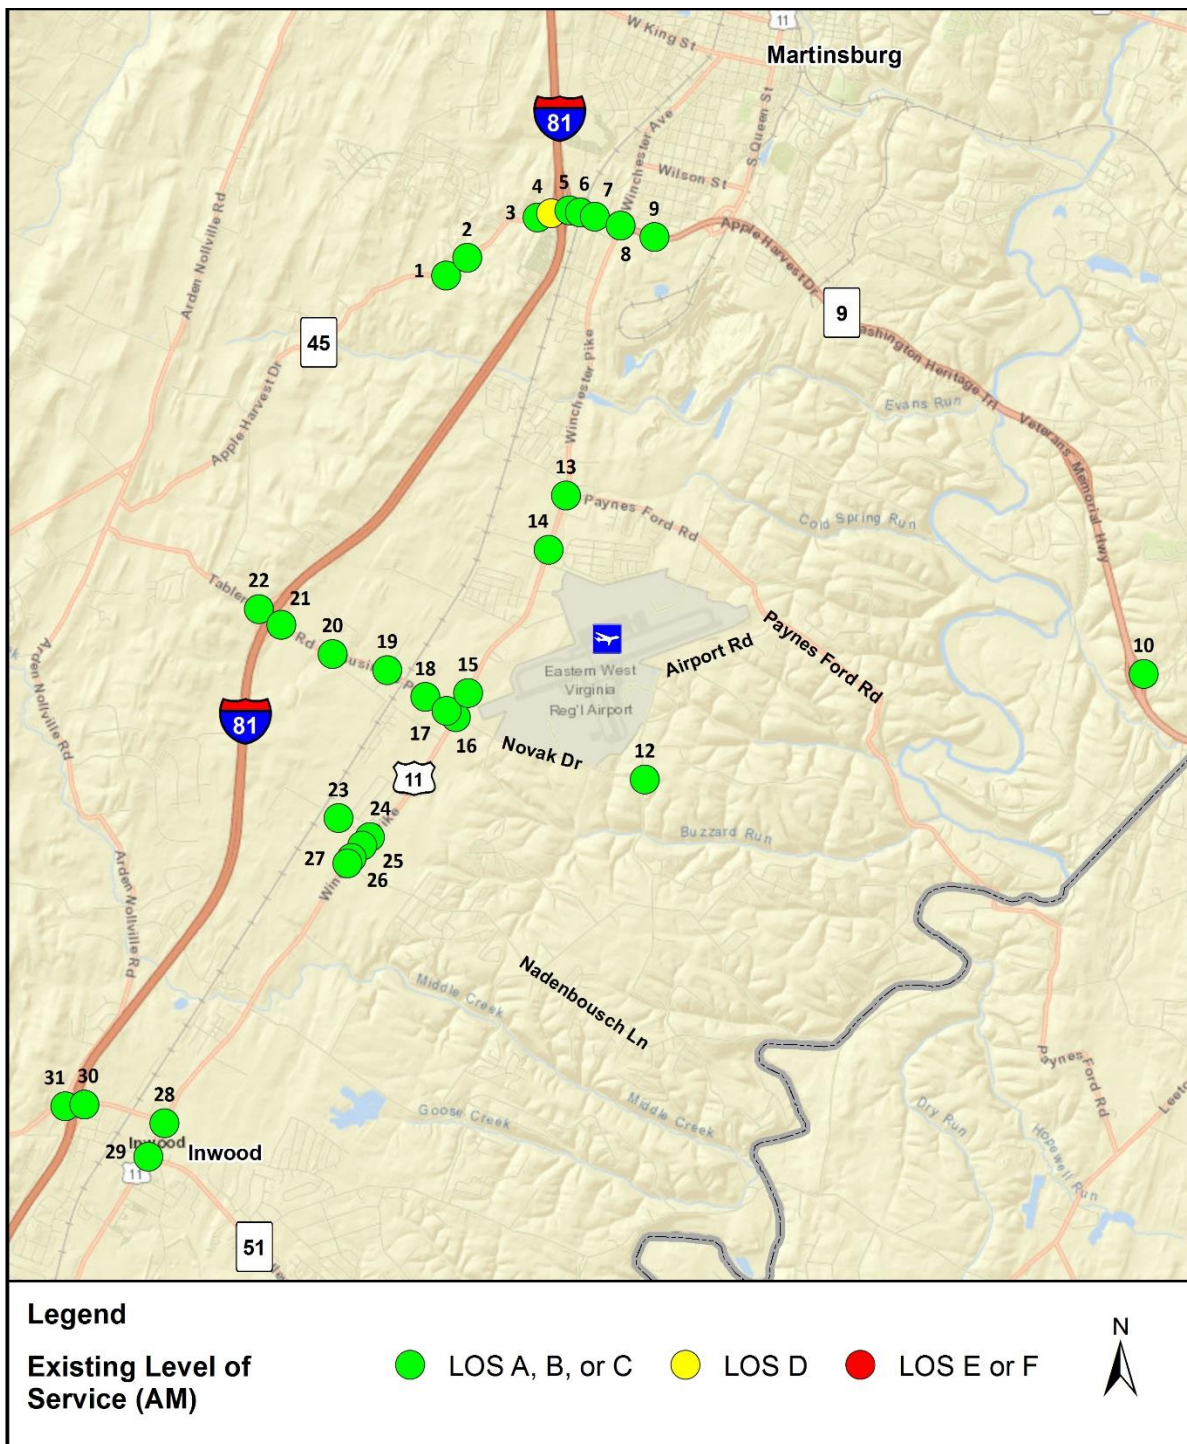 11
W King St
Martinsburg
81
Winchester Ave
S Queen St
Wilson St
Arden Nollville Rd
4
5
6
7
3
9
8
2
1
Apple Harvest Dr
9
45
Washington Heritage Trl
Winchester Pike
Evans Run
Apple Harvest Dr
Veterans Memorial Hwy
13
Paynes Ford Rd
14
Cold Spring Run
22
21
Rd
20
19
18
15
17
16
Airport Rd
Paynes Ford Rd
Eastern West
Virginia
Reg'l Airport
10
Arden Nollville Rd
81
Novak Dr
12
11
23
24
Buzzard Run
27
25
26
Arden Nollville Rd
Nadenbousch Ln
Middle Creek
31
30
28
Goose Creek
Middle Creek
Paynes Ford Rd
Dry Run
Hopewell Run
29
Inwood
Inwood
11
51
Legend
Existing Level of
Service (AM)
LOS A, B, or C
LOS D
LOS E or F
N